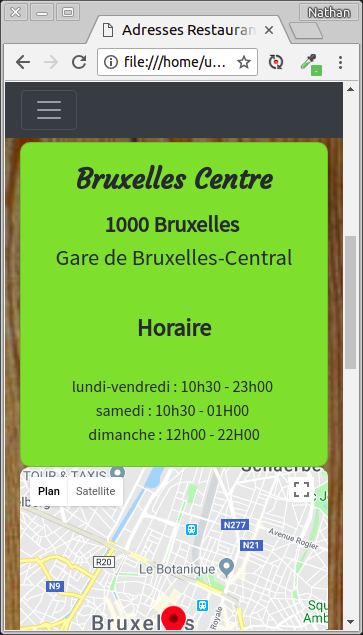 Nathan
Adresses Restauran
file:///home/u...
Bruxelles Centre
1000 Bruxelles
Gare de Bruxelles-Central
Horaire
lundi-vendredi : 10h30 - 23h00
samedi : 10h30 - 01H00
dimanche : 12h00 - 22H00
TOUR & TAXIS
Schaerbe
Plan Satellite
elberg
N277
Avenue Rogier
N21
R20
Le Botanique
N9
Squ
Ambi
Bruxelles